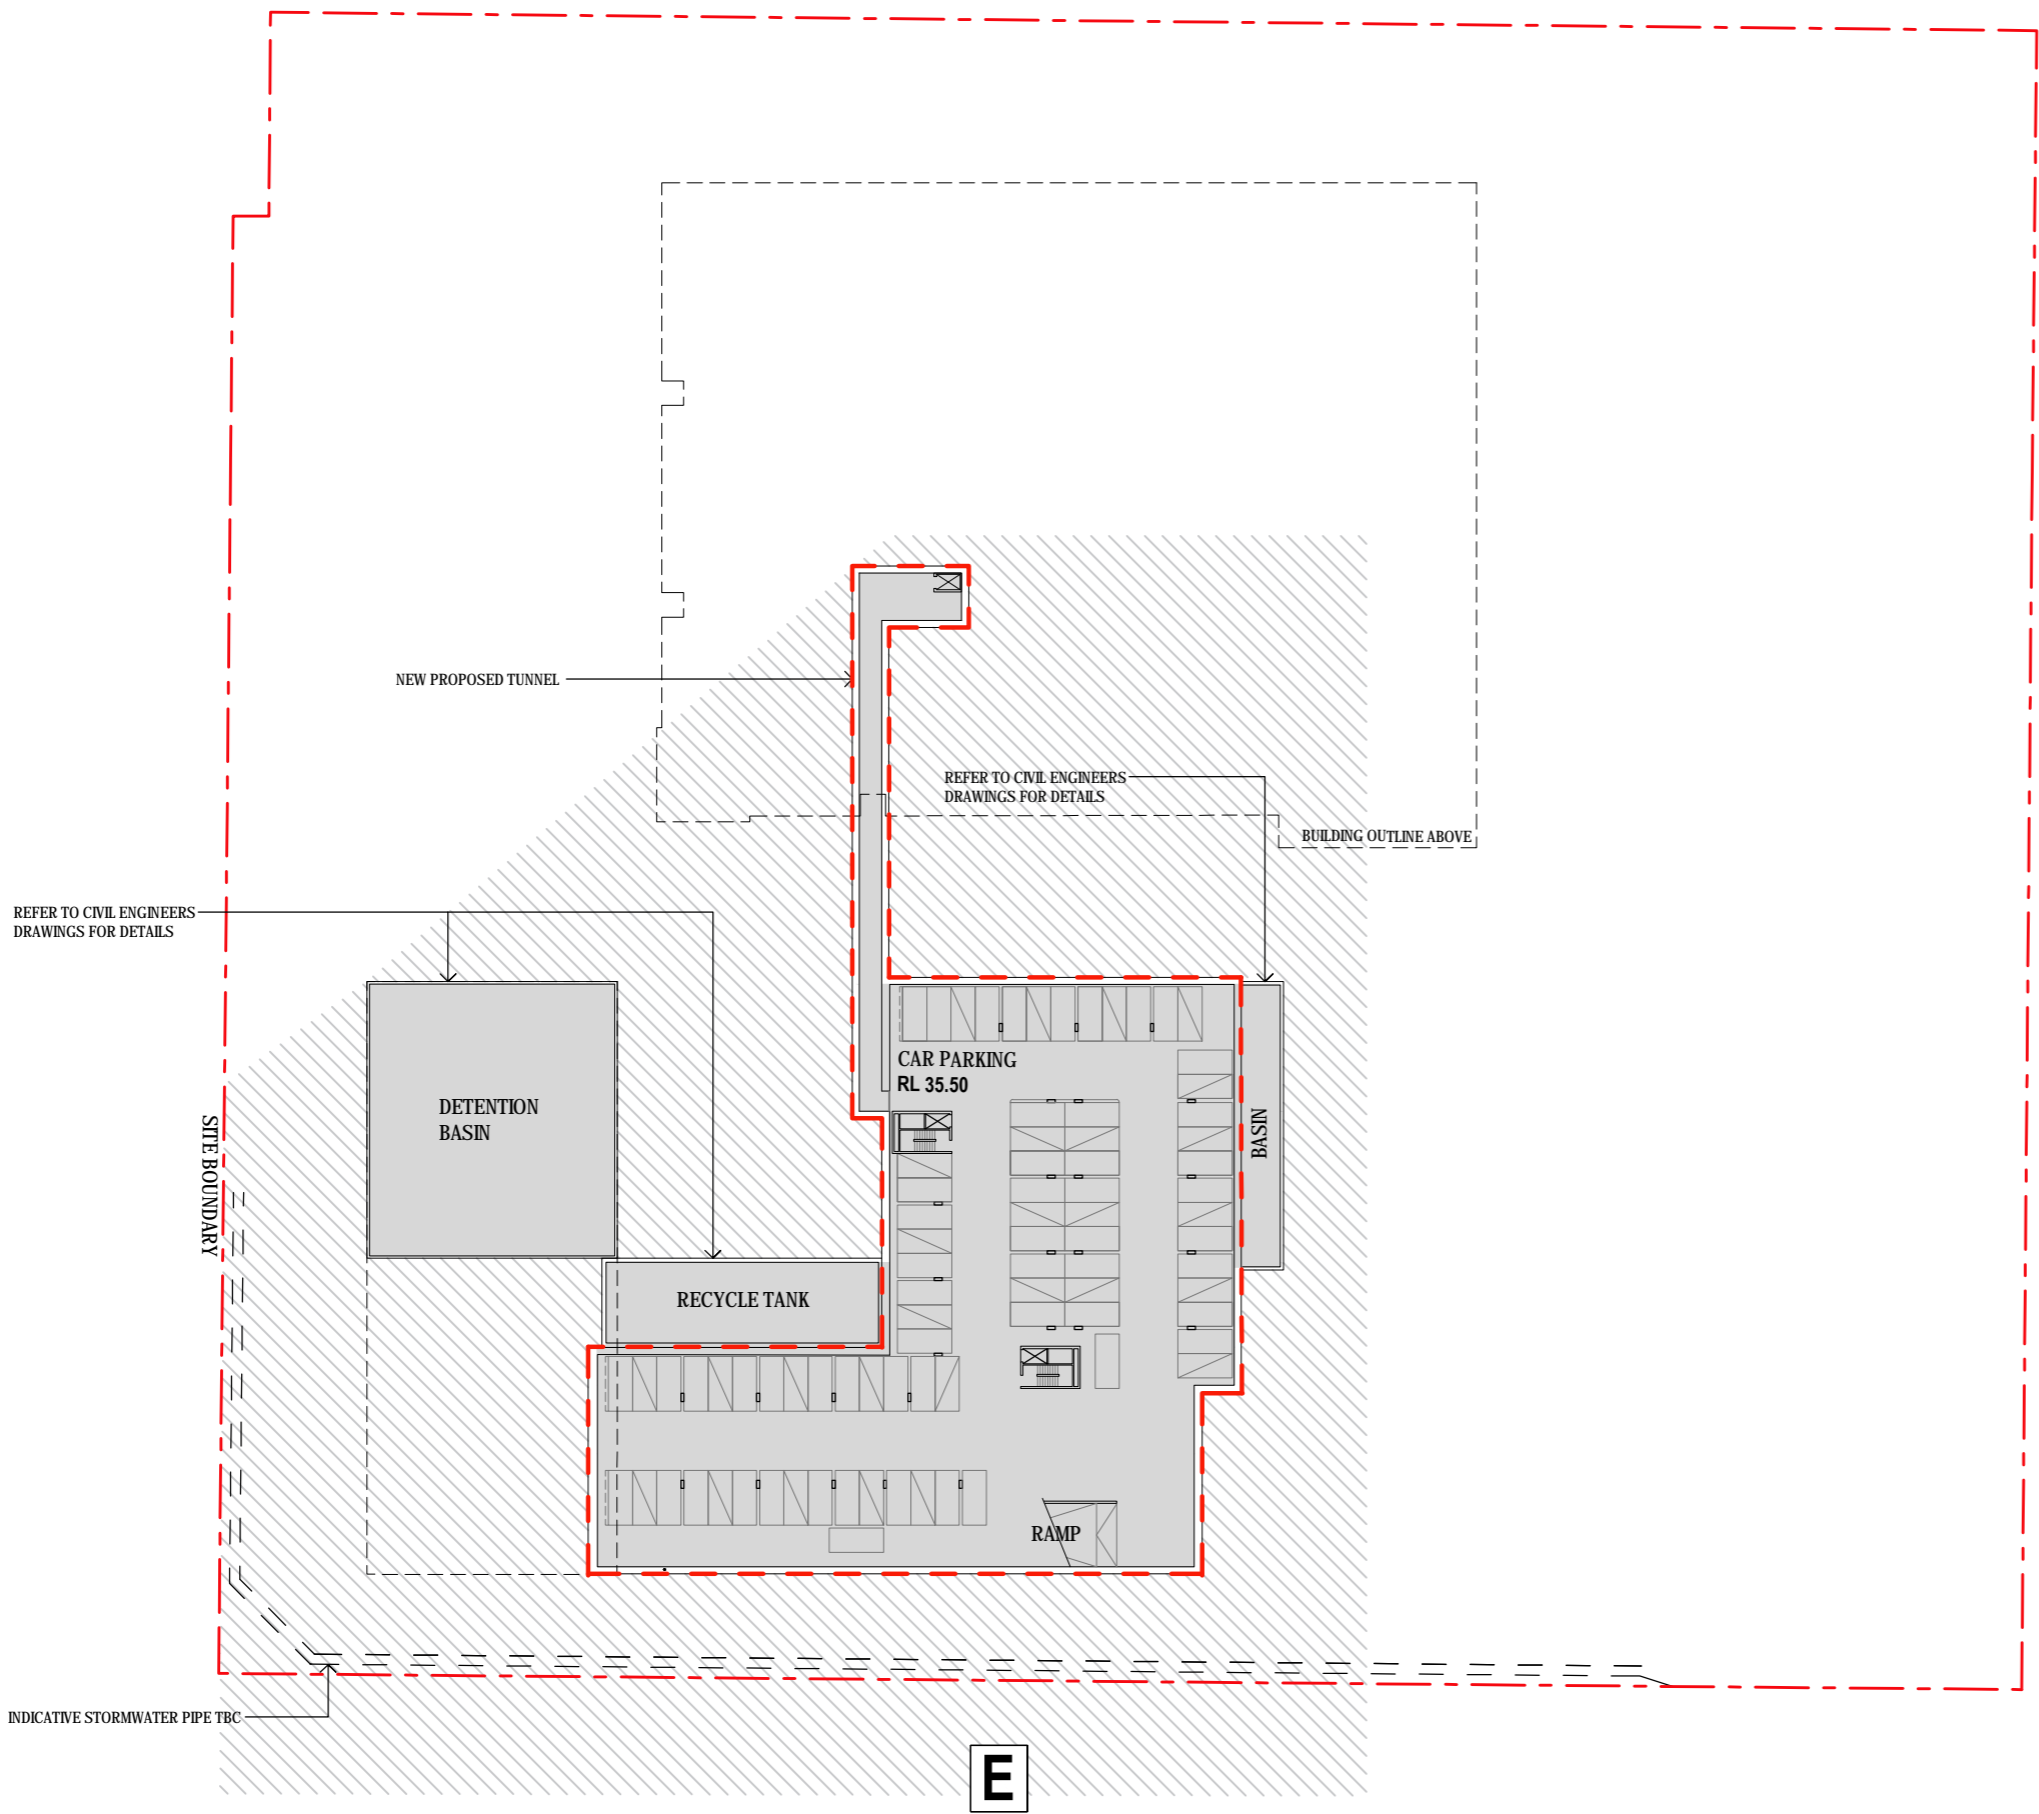 NEW PROPOSED TUNNEL
REFER TO CIVIL ENGINEERS
DRAWINGS FOR DETAILS
BUILDING OUTLINE ABOVE
REFER TO CIVIL ENGINEERS
DRAWINGS FOR DETAILS
CAR PARKING
RL 35.50
DETENTION
BASIN
BASIN
SITE BOUNDARY
RECYCLE TANK
RAMP
INDICATIVE STORMWATER PIPE TBC
E